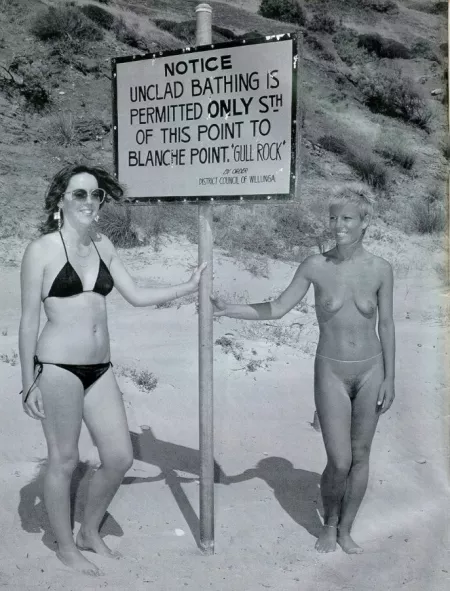 NOTICE
UNCLAD BATHING IS
PERMITTED ONLY STH
OF THIS POINT TO
BLANCHE POINT. 'GULL ROCK'
BY ORDER
DISTRICT COUNCIL OF WILLUNGA.